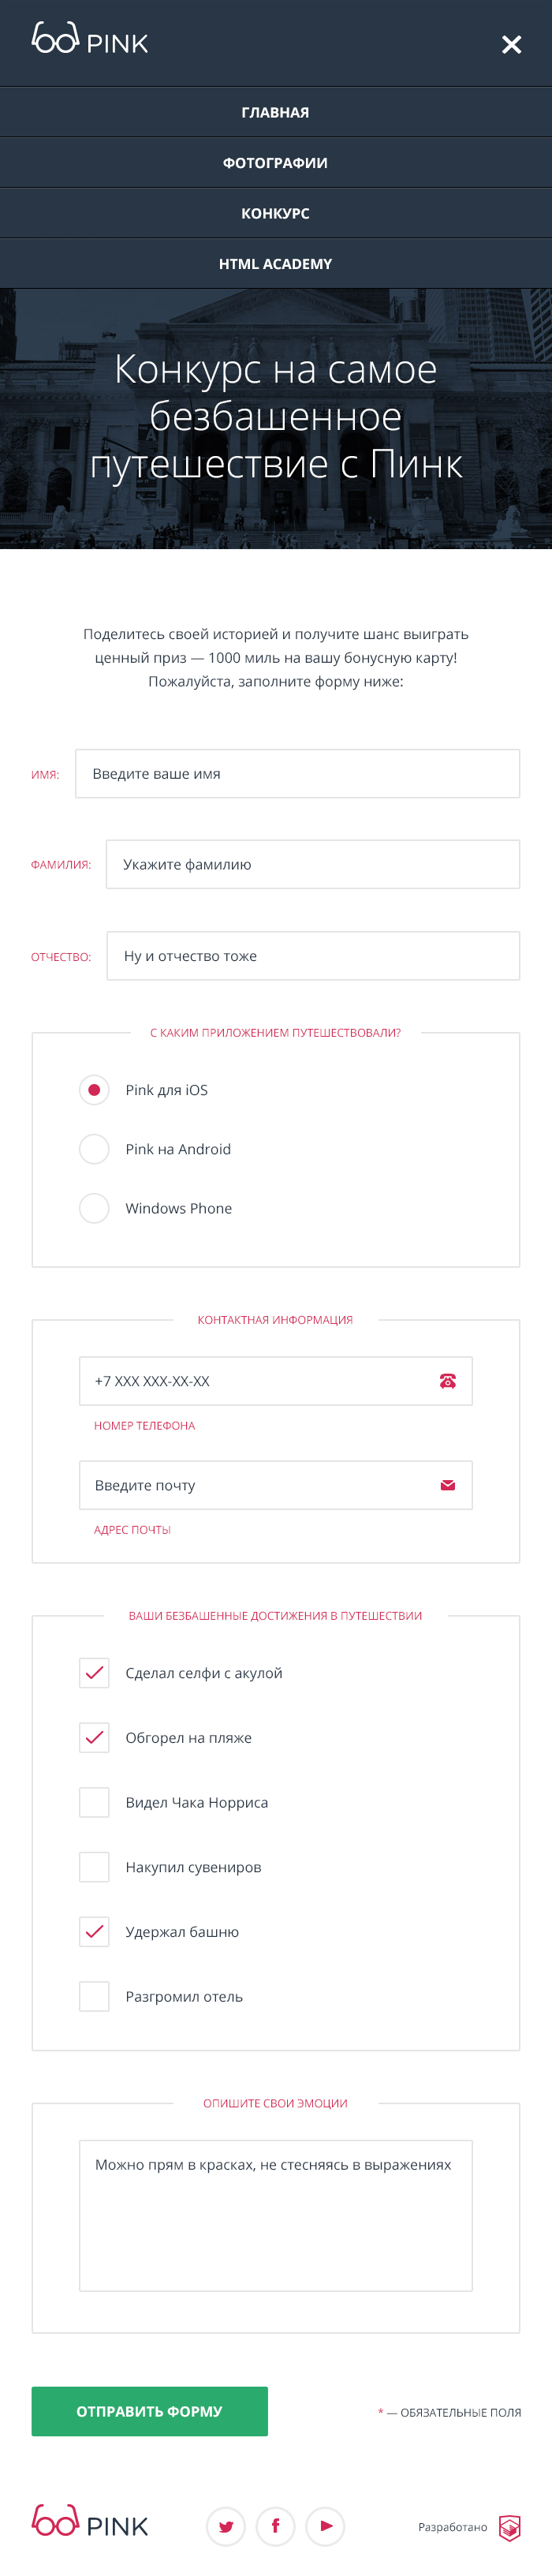 PINK
ГЛАВНАЯ
ФОТОГРАФИИ
КОНКУРС
HTML ACADEMY
Конкурс на самое
безбашенное
путешествие с Пинк
Поделитесь своей историей и получите шанс выиграть
ценный приз — 1000 миль на вашу бонусную карту!
Пожалуйста, заполните форму ниже:
ИМЯ: Введите ваше имя
ФАМИЛИЯ: Укажите фамилию
ОТЧЕСТВО: Ну и отчество тоже
С КАКИМ ПРИЛОЖЕНИЕМ ПУТЕШЕСТВОВАЛИ?
Pink для iOS
Pink на Android
Windows Phone
КОНТАКТНАЯ ИНФОРМАЦИЯ
+7 XXX XXX-XX-XX
НОМЕР ТЕЛЕФОНА
Введите почту
АДРЕС ПОЧТЫ
ВАШИ БЕЗБАШЕННЫЕ ДОСТИЖЕНИЯ В ПУТЕШЕСТВИИ
Сделал селфи с акулой
Обгорел на пляже
Видел Чака Норриса
Накупил сувениров
Удержал башню
Разгромил отель
ОПИШИТЕ СВОИ ЭМОЦИИ
Можно прям в красках, не стесняясь в выражениях
ОТПРАВИТЬ ФОРМУ
* — ОБЯЗАТЕЛЬНЫЕ ПОЛЯ
PINK
Разработано